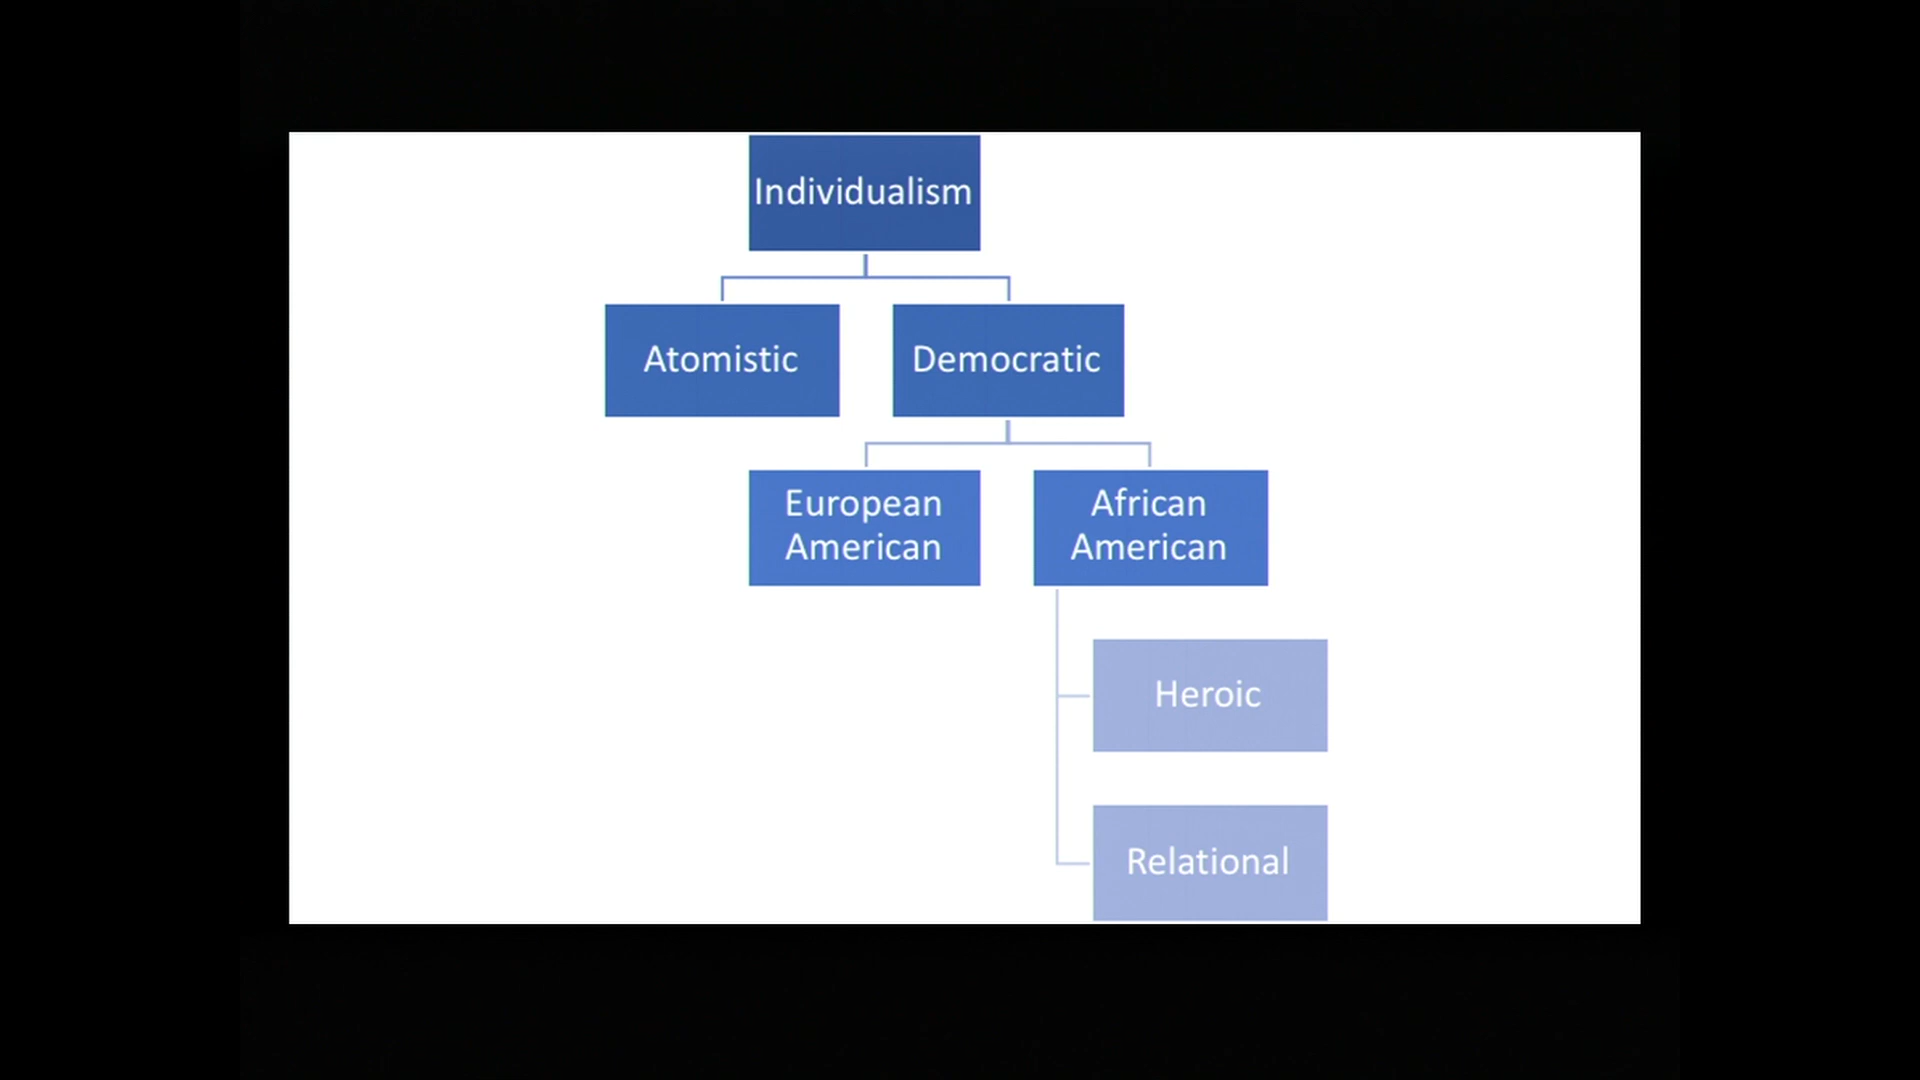 Individualism
Atomistic
Democratic
European
American
African
American
Heroic
Relational